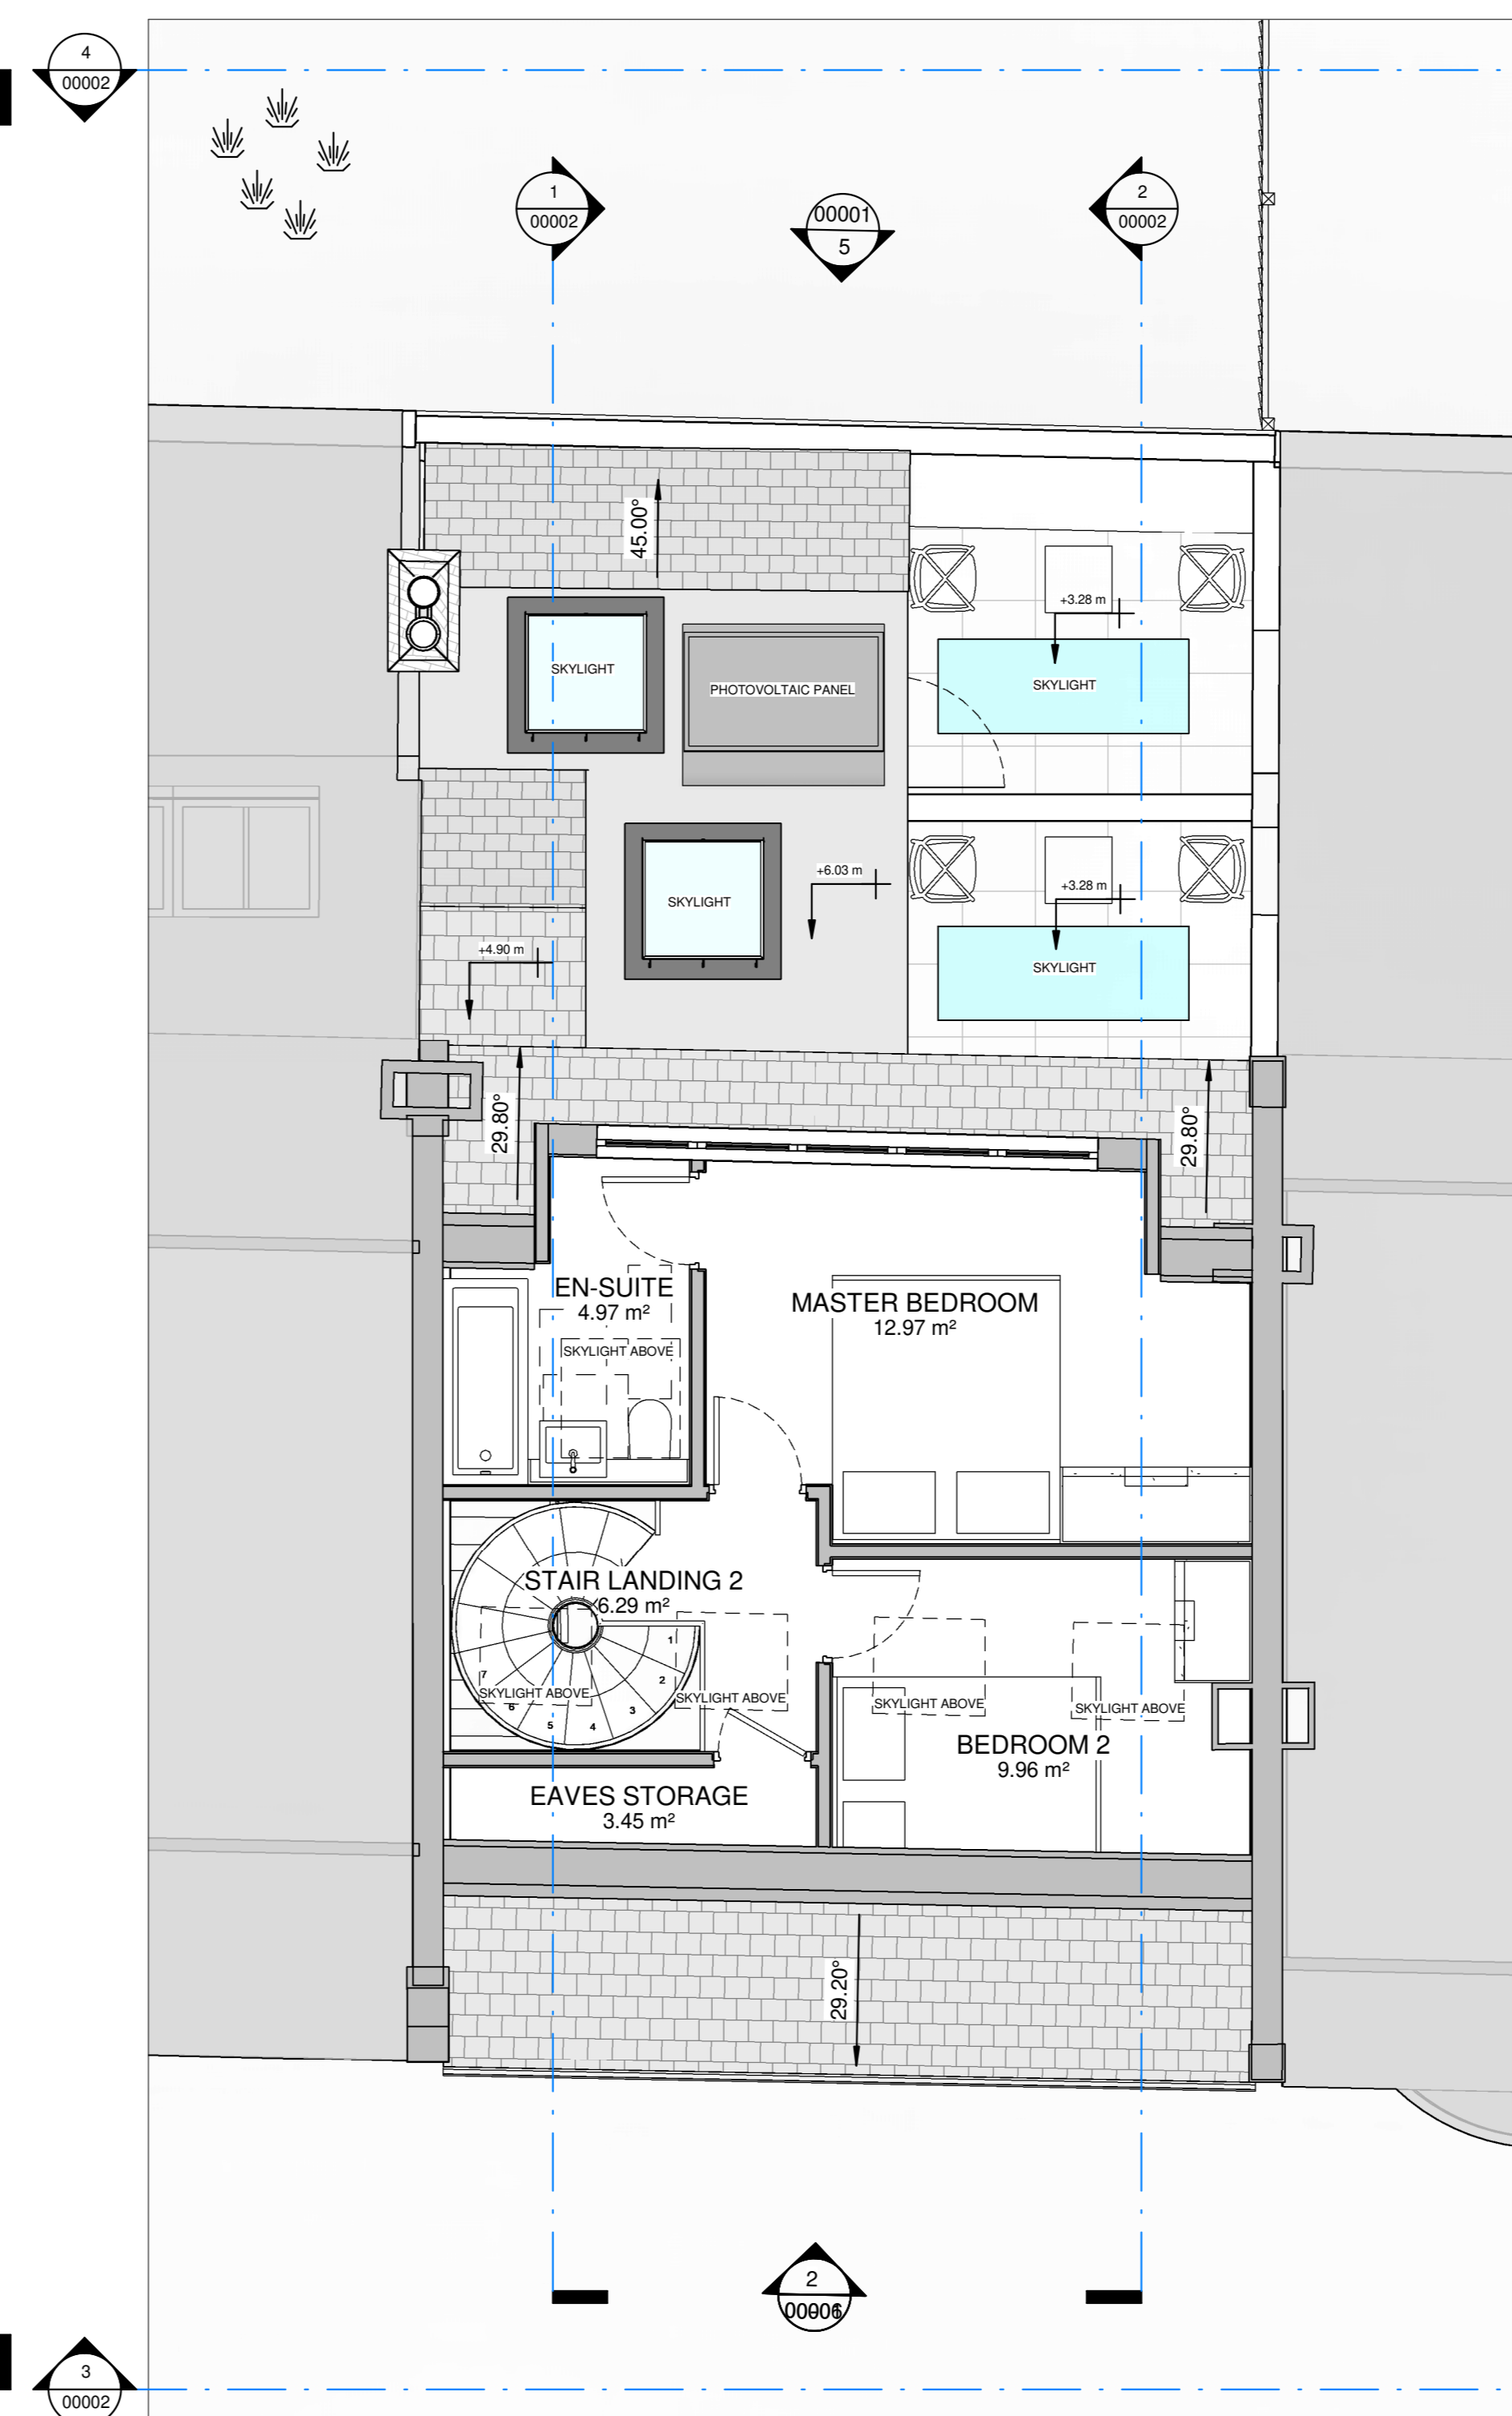 4
00002
1
00002
00001
5
2
00002
45.00°
SKYLIGHT
PHOTOVOLTAIC PANEL
+3.28 m
SKYLIGHT
+6.03 m
+3.28 m
SKYLIGHT
SKYLIGHT
+4.90 m
29.80°
29.80°
EN-SUITE
4.97 m²
SKYLIGHT ABOVE
MASTER BEDROOM
12.97 m²
STAIR LANDING 2
6.29 m²
1
2
3
4
5
6
7
SKYLIGHT ABOVE
SKYLIGHT ABOVE
SKYLIGHT ABOVE
SKYLIGHT ABOVE
BEDROOM 2
9.96 m²
EAVES STORAGE
3.45 m²
29.20°
2
3
00002